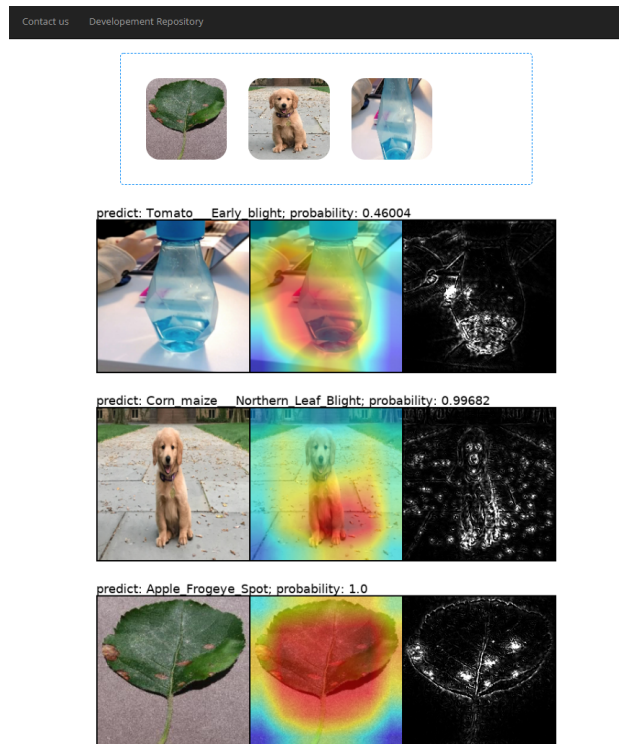 Contact us Developement Repository
predict: Tomato___Early_blight; probability: 0.46004
predict: Corn_maize___Northern_Leaf_Blight; probability: 0.99682
predict: Apple_Frogeye_Spot; probability: 1.0